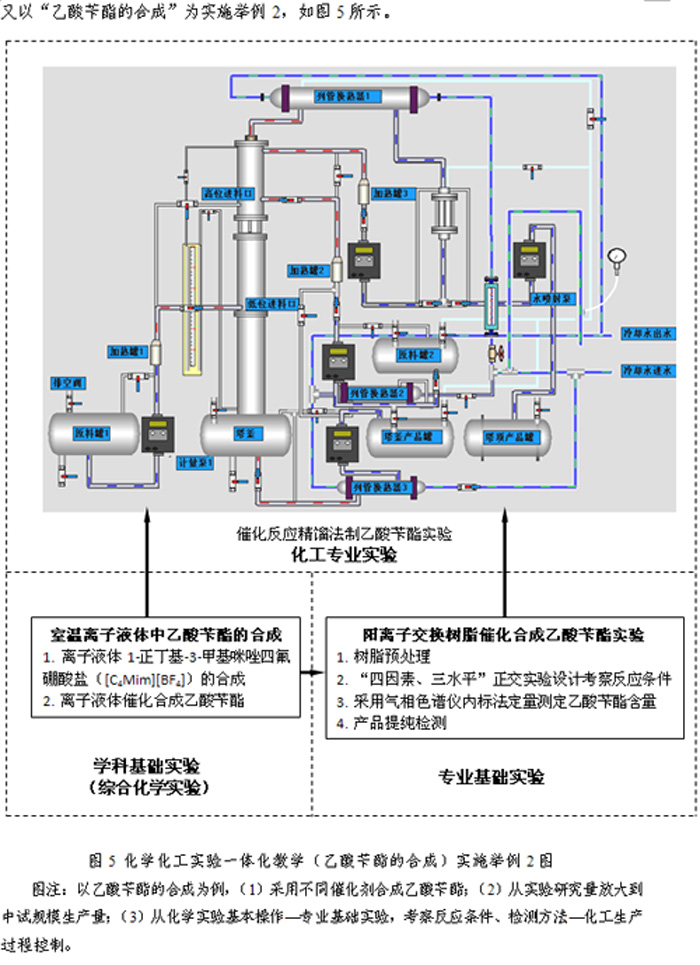 又以“乙酸苄酯的合成”为实施举例 2，如图 5 所示。
列管换热器1
高位进料口
加热罐3
加热罐2
低位进料口
水喷射泵
加热罐1
原料罐2
冷却水出水
排空阀
列管换热器2
冷却水进水
原料罐1
塔釜
塔釜产品罐
塔顶产品罐
计量泵1
列管换热器3
催化反应精馏法制乙酸苄酯实验
化工专业实验
室温离子液体中乙酸苄酯的合成
1. 离子液体 1-正丁基-3-甲基咪唑四氟
硼酸盐（[C₄Mim][BF₄]）的合成
2. 离子液体催化合成乙酸苄酯
学科基础实验
（综合化学实验）
阳离子交换树脂催化合成乙酸苄酯实验
1. 树脂预处理
2. “四因素、三水平”正交实验设计考察反应条件
3. 采用气相色谱仪内标法定量测定乙酸苄酯含量
4. 产品提纯检测
专业基础实验
图 5 化学化工实验一体化教学（乙酸苄酯的合成）实施举例 2 图
图注：以乙酸苄酯的合成为例，（1）采用不同催化剂合成乙酸苄酯；（2）从实验研究量放大到
中试规模生产量；（3）从化学实验基本操作—专业基础实验，考察反应条件、检测方法—化工生产
过程控制。